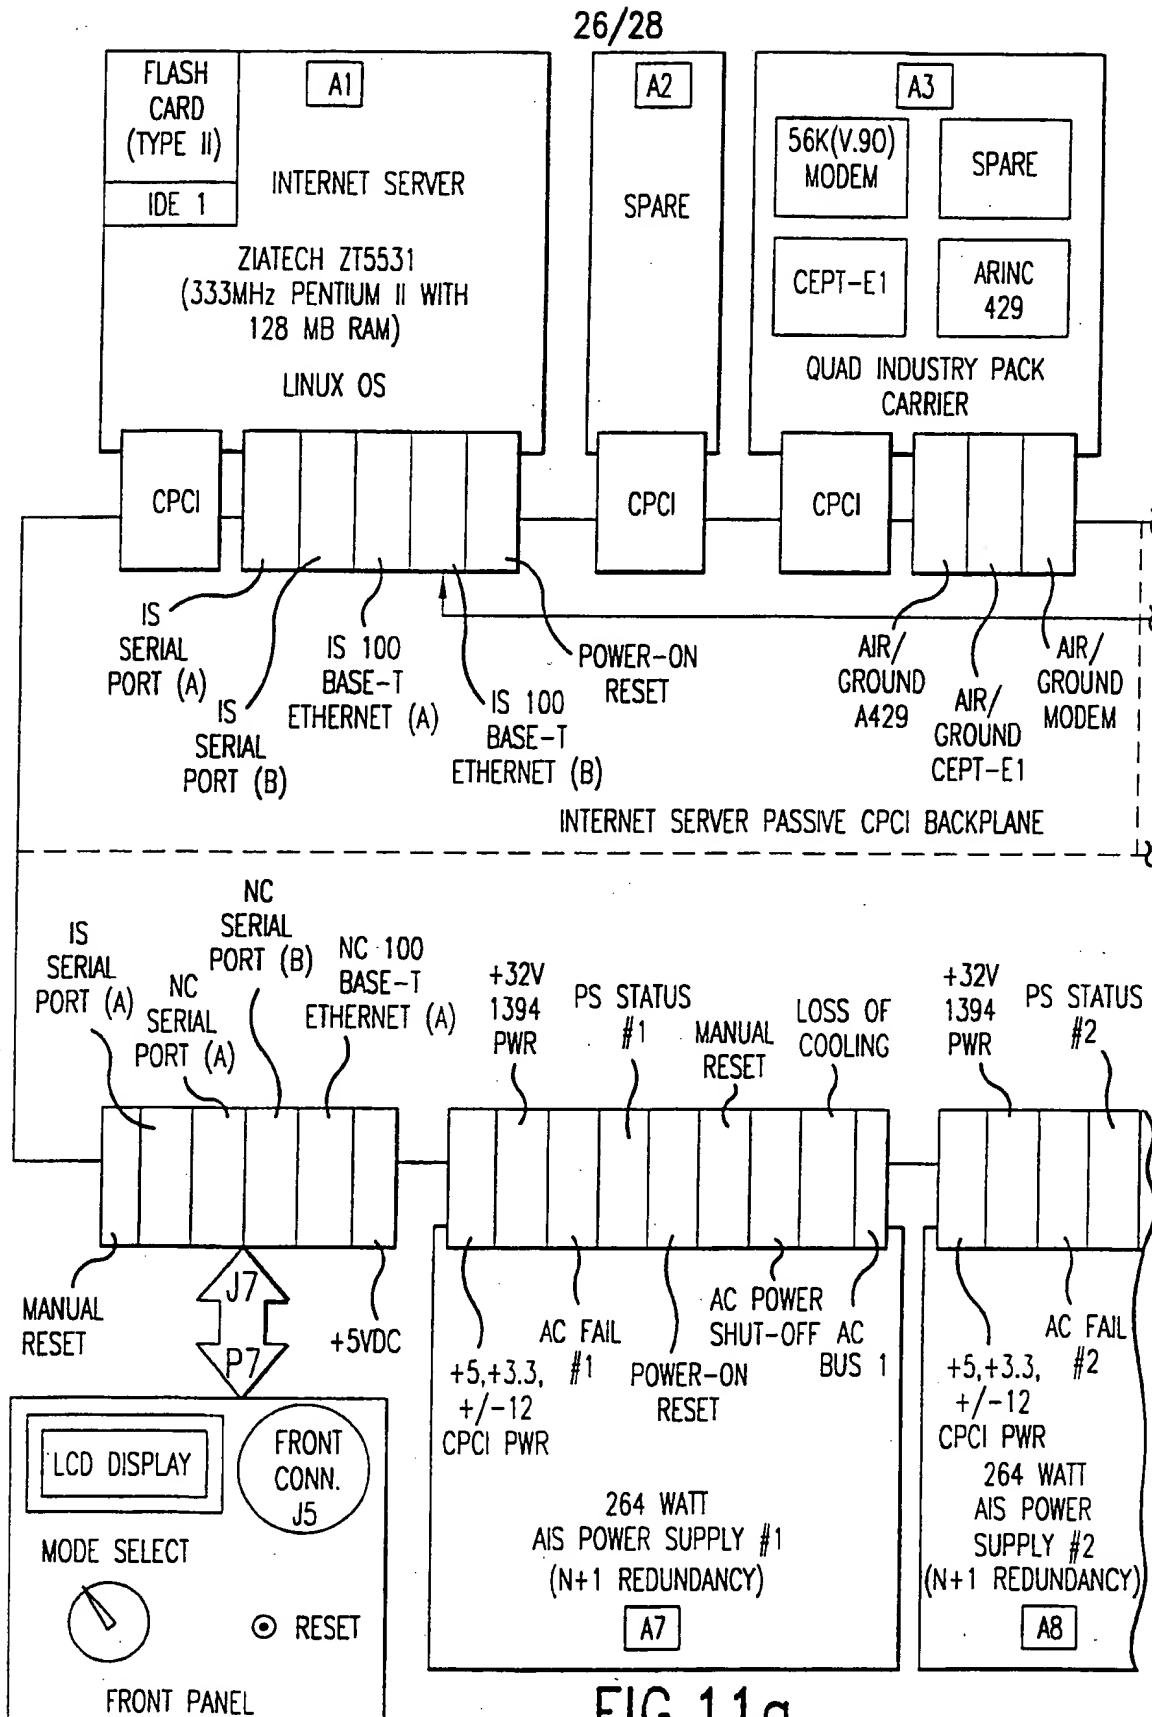 26/28
FLASH
CARD
(TYPE II)
IDE 1
A1
INTERNET SERVER
ZIATECH ZT5531
(333MHz PENTIUM II WITH
128 MB RAM)
LINUX OS
A2
SPARE
A3
56K(V.90)
MODEM
SPARE
CEPT-E1
ARINC
429
QUAD INDUSTRY PACK
CARRIER
CPCI
CPCI
CPCI
IS
SERIAL
PORT (A)
IS
SERIAL
PORT (B)
IS 100
BASE-T
ETHERNET (A)
IS 100
BASE-T
ETHERNET (B)
POWER-ON
RESET
AIR/
GROUND
A429
AIR/
GROUND
CEPT-E1
AIR/
GROUND
MODEM
INTERNET SERVER PASSIVE CPCI BACKPLANE
IS
SERIAL
PORT (A)
NC
SERIAL
PORT (A)
NC
SERIAL
PORT (B)
NC 100
BASE-T
ETHERNET (A)
+32V
1394
PWR
PS STATUS
#1
MANUAL
RESET
LOSS OF
COOLING
+32V
1394
PWR
PS STATUS
#2
MANUAL
RESET
J7
P7
+5VDC
+5,+3.3,
+/-12
CPCI PWR
AC FAIL
#1
POWER-ON
RESET
AC POWER
SHUT-OFF
AC
BUS 1
+5,+3.3,
+/-12
CPCI PWR
AC FAIL
#2
LCD DISPLAY
FRONT
CONN.
J5
MODE SELECT
RESET
FRONT PANEL
264 WATT
AIS POWER SUPPLY #1
(N+1 REDUNDANCY)
A7
264 WATT
AIS POWER
SUPPLY #2
(N+1 REDUNDANCY)
A8
FIG.11a